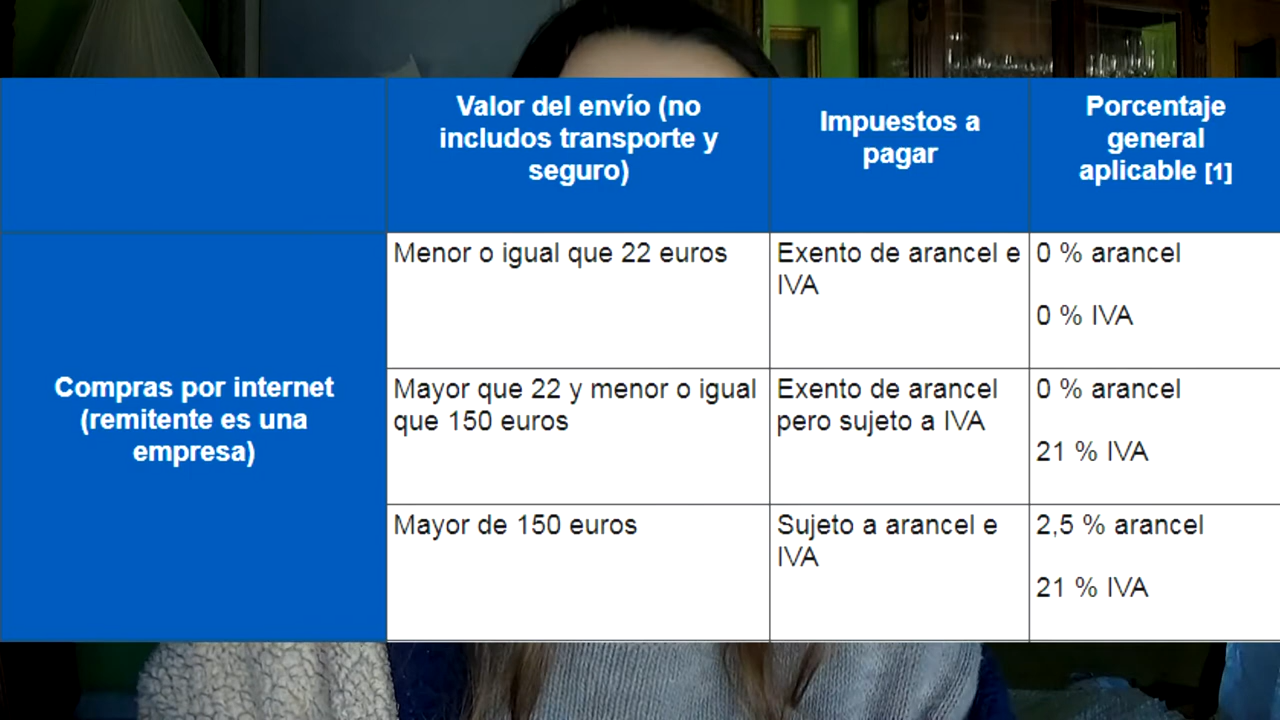 Valor del envío (no
includos transporte y
seguro)
Impuestos a
pagar
Porcentaje
general
aplicable [1]
Compras por internet
(remitente es una
empresa)
Menor o igual que 22 euros
Exento de arancel e
IVA
0 % arancel
0 % IVA
Mayor que 22 y menor o igual
que 150 euros
Exento de arancel
pero sujeto a IVA
0 % arancel
21 % IVA
Mayor de 150 euros
Sujeto a arancel e
IVA
2,5 % arancel
21 % IVA